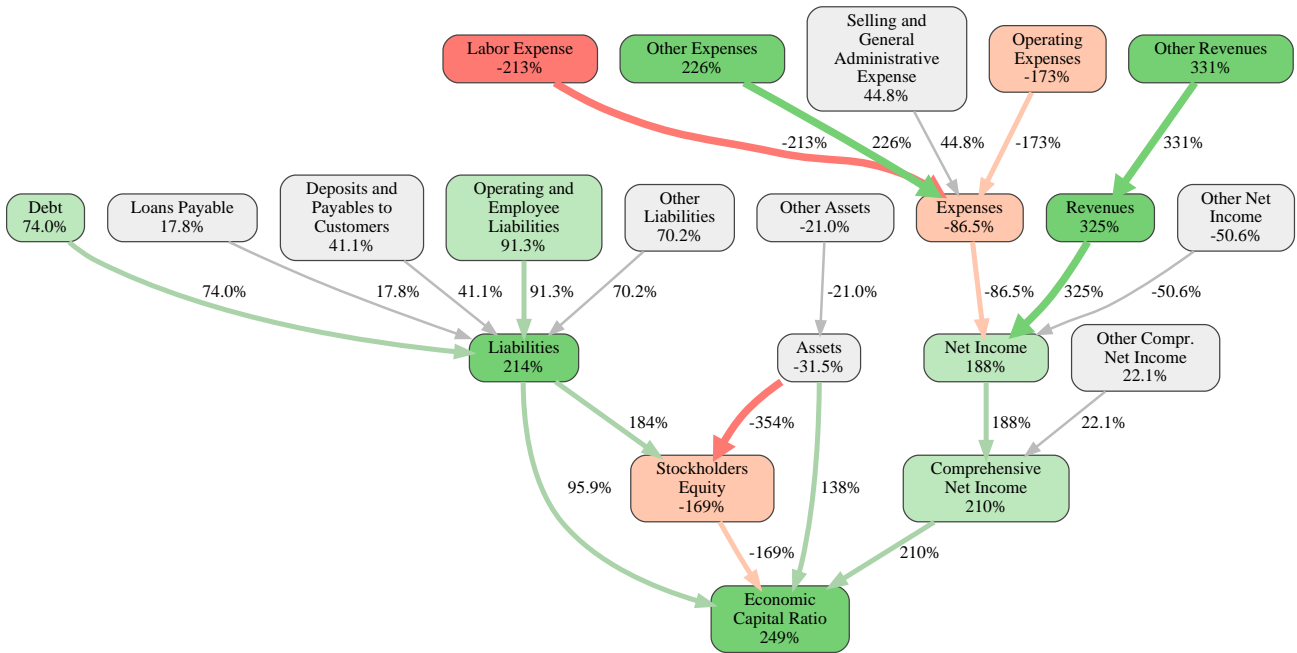 Selling and
General
Administrative
Expense
44.8%
Labor Expense
-213%
Other Expenses
226%
Operating
Expenses
-173%
Other Revenues
331%
-213%
226%
44.8%
-173%
331%
Debt
74.0%
Loans Payable
17.8%
Deposits and
Payables to
Customers
41.1%
Operating and
Employee
Liabilities
91.3%
Other
Liabilities
70.2%
Other Assets
-21.0%
Expenses
-86.5%
Revenues
325%
Other Net
Income
-50.6%
74.0%
17.8%
41.1%
91.3%
70.2%
-21.0%
-86.5%
325%
-50.6%
Liabilities
214%
Assets
-31.5%
Net Income
188%
Other Compr.
Net Income
22.1%
184%
-354%
188%
22.1%
95.9%
Stockholders
Equity
-169%
138%
Comprehensive
Net Income
210%
-169%
210%
Economic
Capital Ratio
249%